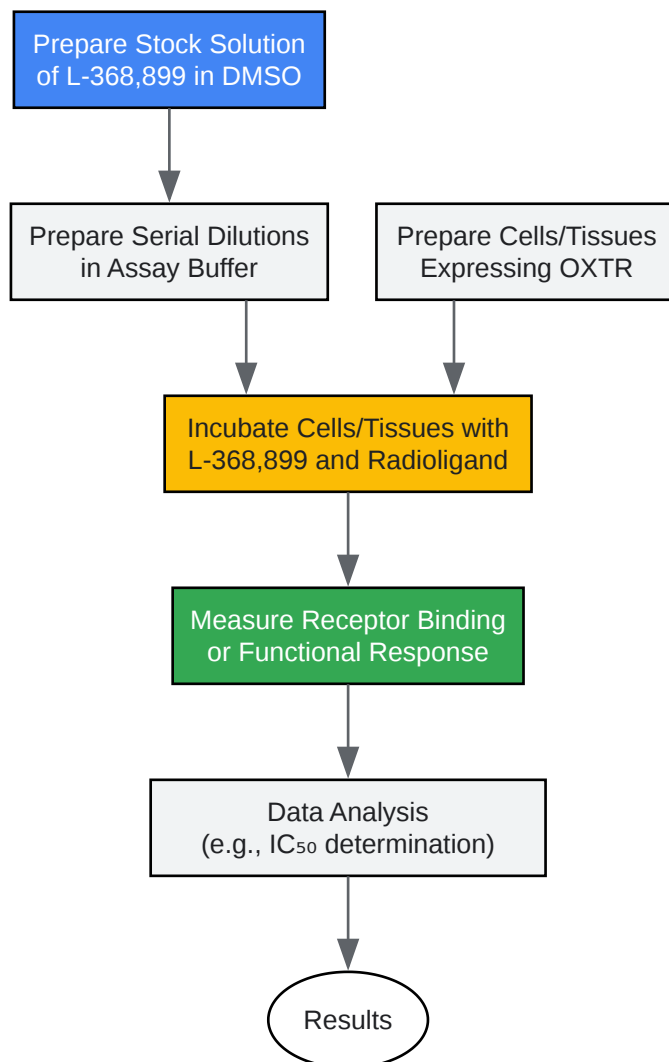 Prepare Stock Solution
of L-368,899 in DMSO
Prepare Serial Dilutions
in Assay Buffer
Prepare Cells/Tissues
Expressing OXTR
Incubate Cells/Tissues with
L-368,899 and Radioligand
Measure Receptor Binding
or Functional Response
Data Analysis
(e.g., IC₅₀ determination)
Results